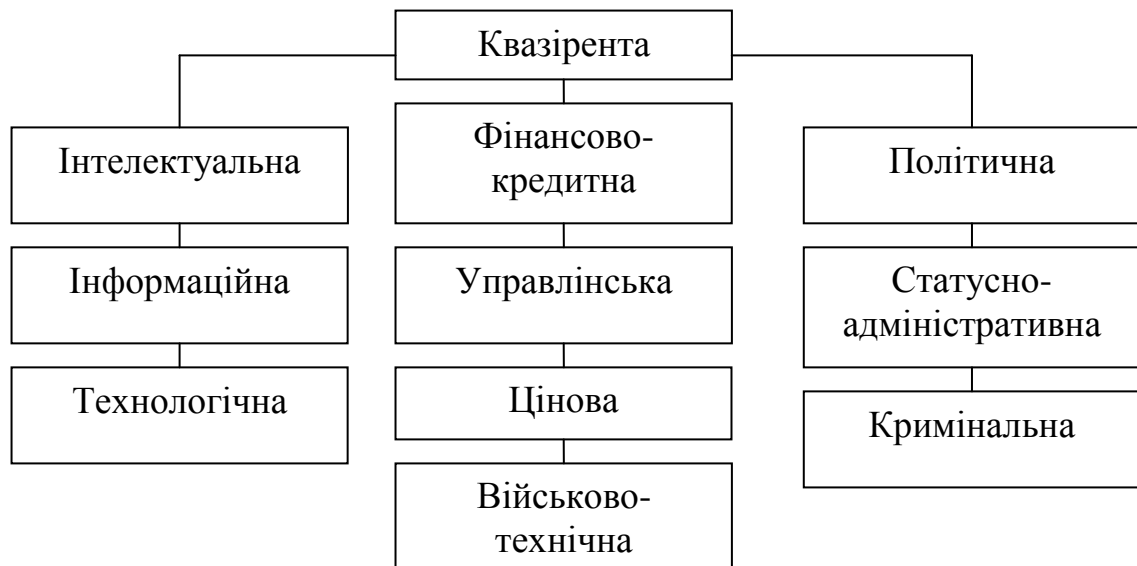 Квазірента
Інтелектуальна
Інформаційна
Технологічна
Фінансово-
кредитна
Управлінська
Цінова
Військово-
технічна
Політична
Статусно-
адміністративна
Кримінальна